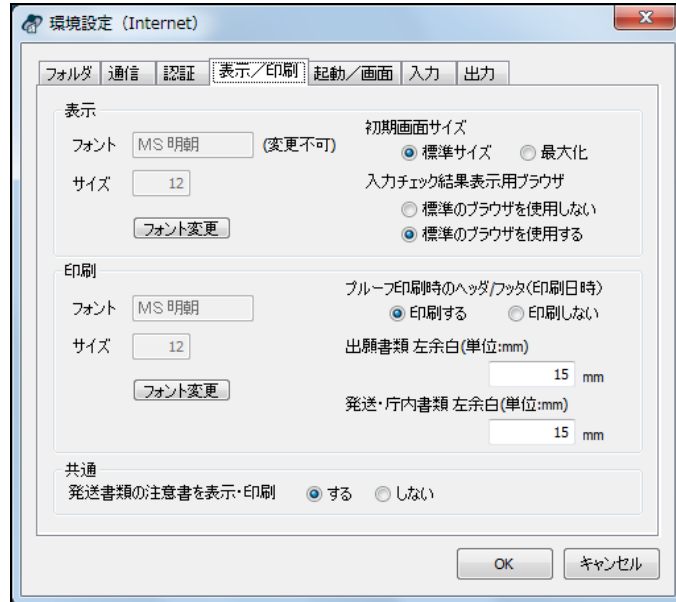 環境設定（Internet）
フォルダ 通信 認証 表示／印刷 起動／画面 入力 出力
表示
フォント MS 明朝 (変更不可)
サイズ 12
フォント変更
初期画面サイズ
標準サイズ 最大化
入力チェック結果表示用ブラウザ
標準のブラウザを使用しない
標準のブラウザを使用する
印刷
フォント MS 明朝
サイズ 12
フォント変更
プルーフ印刷時のヘッダ/フッタ(印刷日時)
印刷する 印刷しない
出願書類 左余白(単位:mm)
15 mm
発送・庁内書類 左余白(単位:mm)
15 mm
共通
発送書類の注意書を表示・印刷 する しない
OK キャンセル